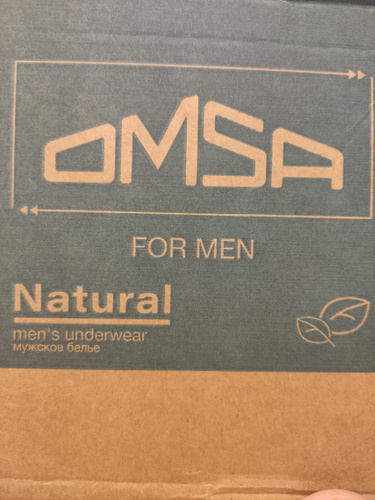 OMSA
FOR MEN
Natural
men's underwear
мужское белье